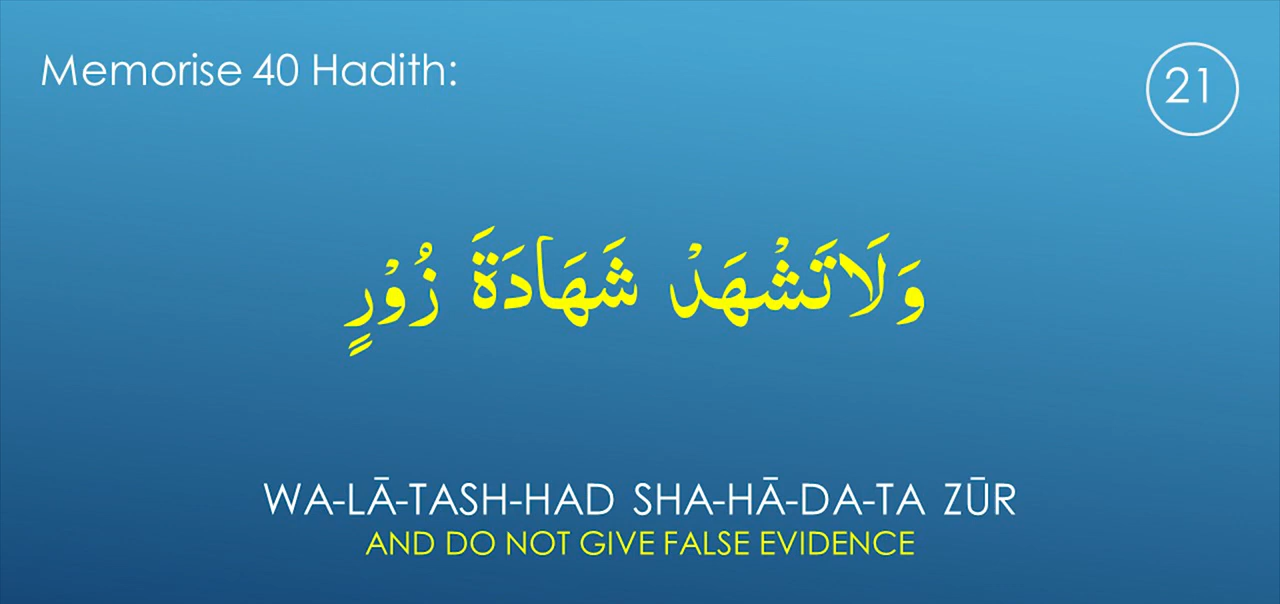 Memorise 40 Hadith:
21
وَلَاتَشْهَدْ شَهَادَةَ زُوْرٍ
WA-LĀ-TASH-HAD SHA-HĀ-DA-TA ZŪR
AND DO NOT GIVE FALSE EVIDENCE